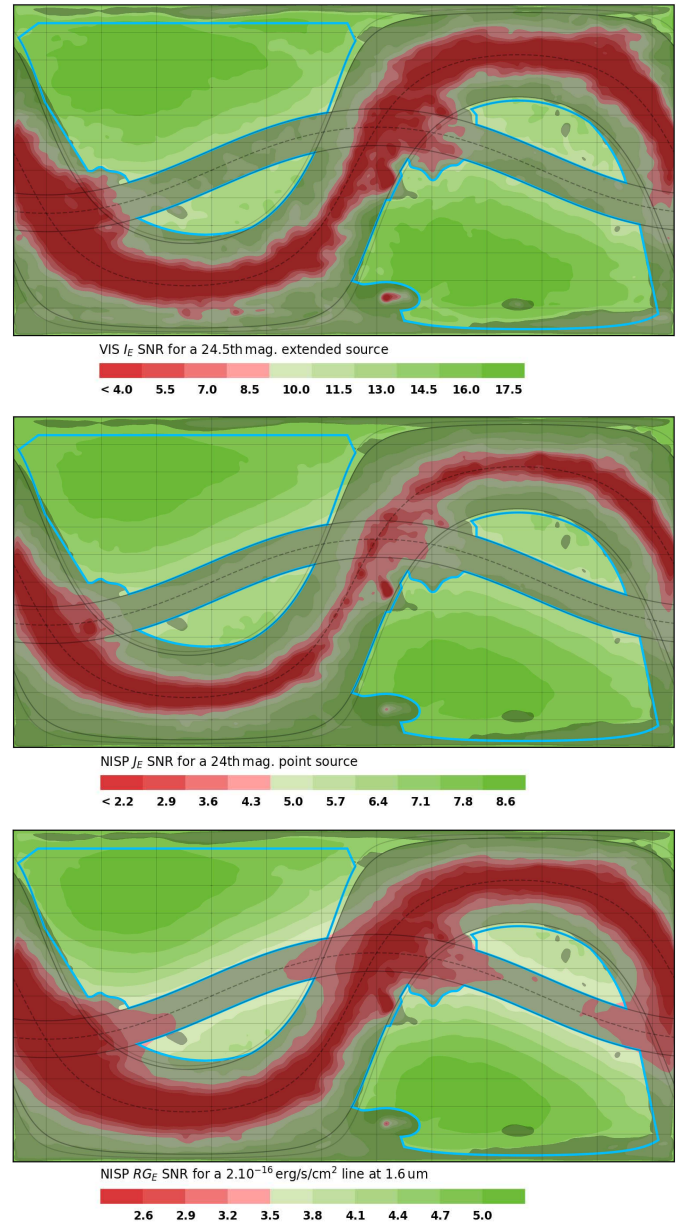 VIS I_E SNR for a 24.5th mag. extended source
< 4.0 5.5 7.0 8.5 10.0 11.5 13.0 14.5 16.0 17.5
NISP J_E SNR for a 24th mag. point source
< 2.2 2.9 3.6 4.3 5.0 5.7 6.4 7.1 7.8 8.6
NISP RG_E SNR for a 2.10⁻¹⁶ erg/s/cm² line at 1.6 um
2.6 2.9 3.2 3.5 3.8 4.1 4.4 4.7 5.0